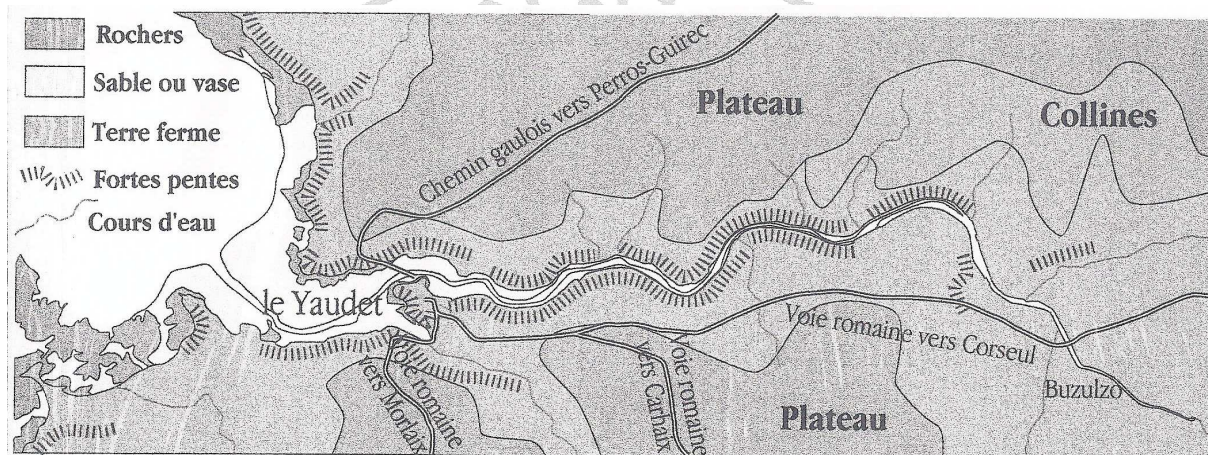 Rochers
Sable ou vase
Terre ferme
Fortes pentes
Cours d'eau
Chemin gaulois vers Perros-Guirec
Plateau
Collines
le Yaudet
Voie romaine
vers Morlaix
Voie romaine
vers Carhaix
Voie romaine vers Corseul
Buzulzo
Plateau